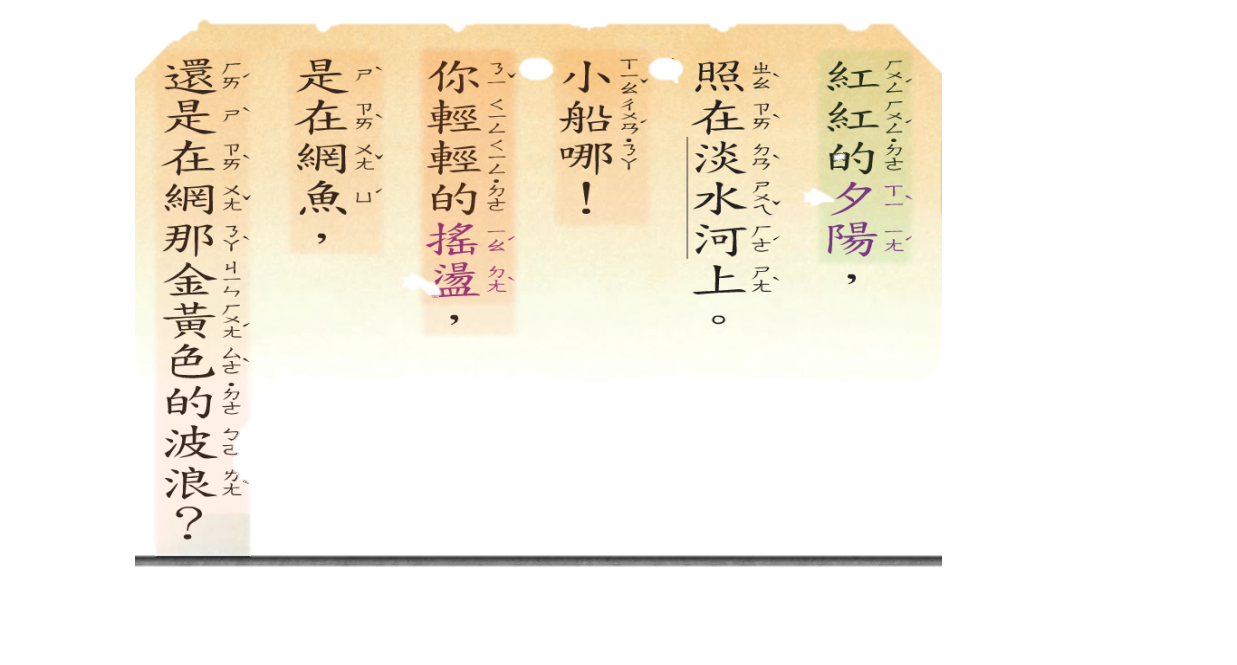 紅紅的夕陽，
照在淡水河上。
小船哪！
你輕輕的搖盪，
是在網魚，
還是在網那金黃色的波浪？